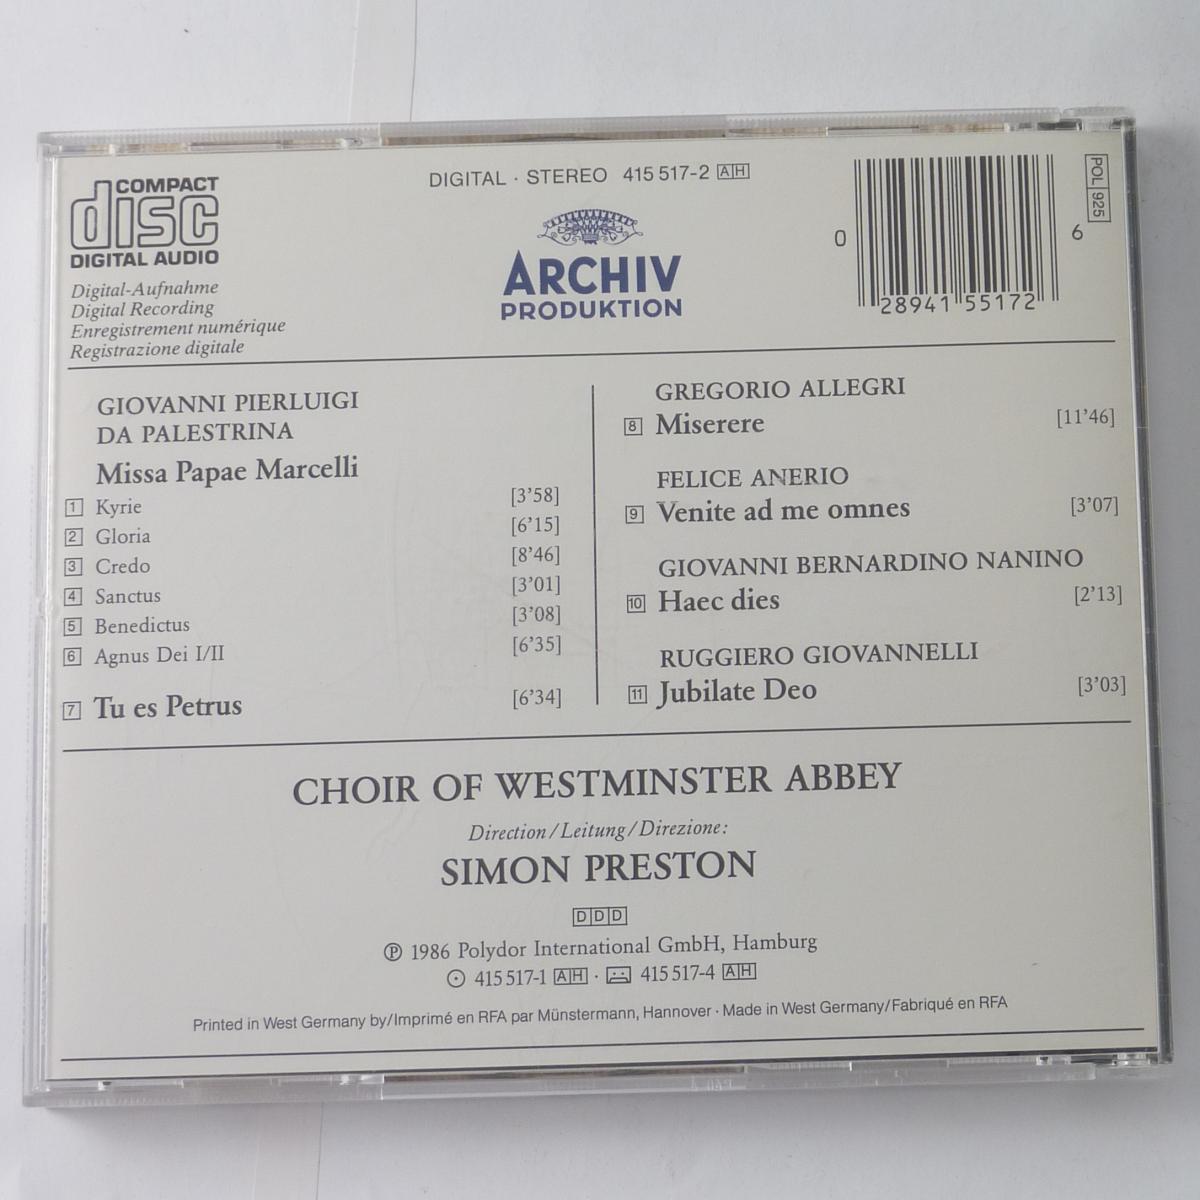 COMPACT
disc
DIGITAL AUDIO
Digital-Aufnahme
Digital Recording
Enregistrement numérique
Registrazione digitale
DIGITAL · STEREO 415 517-2 AH
ARCHIV
PRODUKTION
0 28941 55172 6
POL 925
GIOVANNI PIERLUIGI
DA PALESTRINA
Missa Papae Marcelli
1 Kyrie [3’58]
2 Gloria [6’15]
3 Credo [8’46]
4 Sanctus [3’01]
5 Benedictus [3’08]
6 Agnus Dei I/II [6’35]
7 Tu es Petrus [6’34]
GREGORIO ALLEGRI
8 Miserere [11’46]
FELICE ANERIO
9 Venite ad me omnes [3’07]
GIOVANNI BERNARDINO NANINO
10 Haec dies [2’13]
RUGGIERO GIOVANNELLI
11 Jubilate Deo [3’03]
CHOIR OF WESTMINSTER ABBEY
Direction/Leitung/Direzione:
SIMON PRESTON
DDD
℗ 1986 Polydor International GmbH, Hamburg
415 517-1 AH · 415 517-4 AH
Printed in West Germany by/Imprimé en RFA par Münstermann, Hannover · Made in West Germany/Fabriqué en RFA